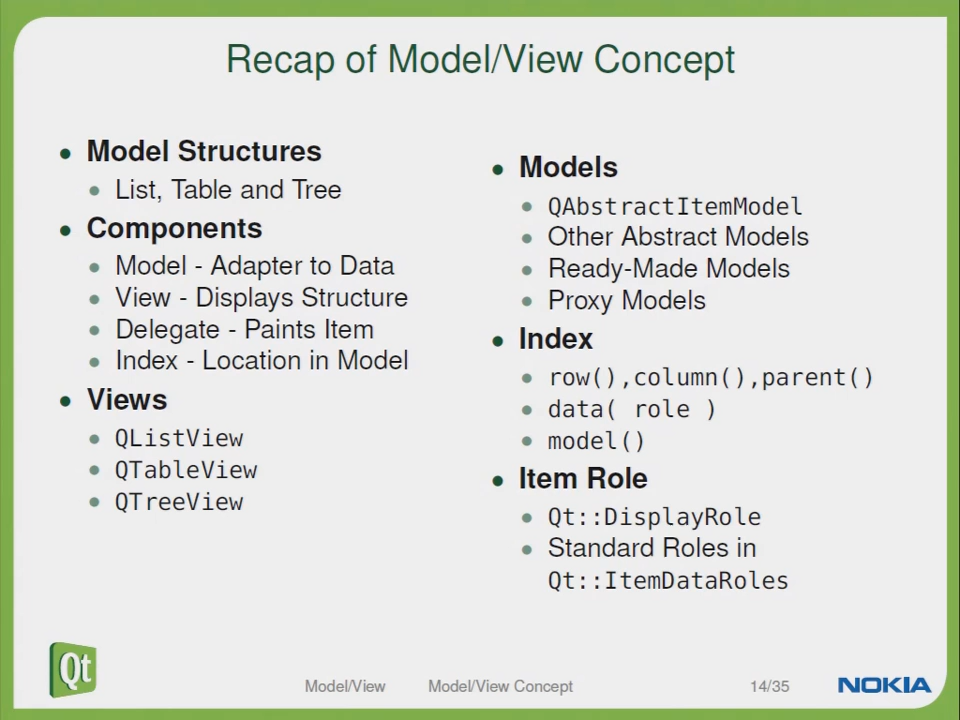 Recap of Model/View Concept
Model Structures
List, Table and Tree
Components
Model - Adapter to Data
View - Displays Structure
Delegate - Paints Item
Index - Location in Model
Views
QListView
QTableView
QTreeView
Models
QAbstractItemModel
Other Abstract Models
Ready-Made Models
Proxy Models
Index
row(),column(),parent()
data( role )
model()
Item Role
Qt::DisplayRole
Standard Roles in
Qt::ItemDataRoles
Qt
Model/View
Model/View Concept
14/35
NOKIA